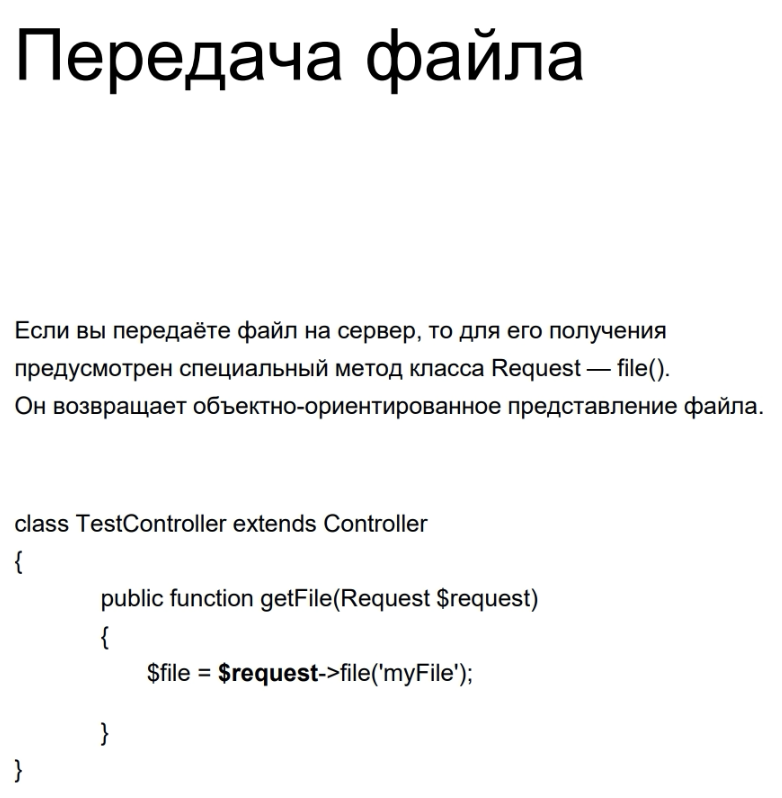 Передача файла
Если вы передаёте файл на сервер, то для его получения
предусмотрен специальный метод класса Request — file().
Он возвращает объектно-ориентированное представление файла.
class TestController extends Controller
{
public function getFile(Request $request)
{
$file = $request->file('myFile');
}
}